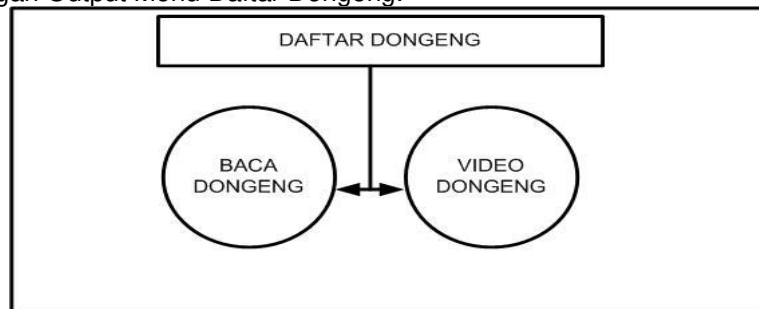 Output Menu Daftar Dongeng.
DAFTAR DONGENG
BACA
DONGENG
VIDEO
DONGENG